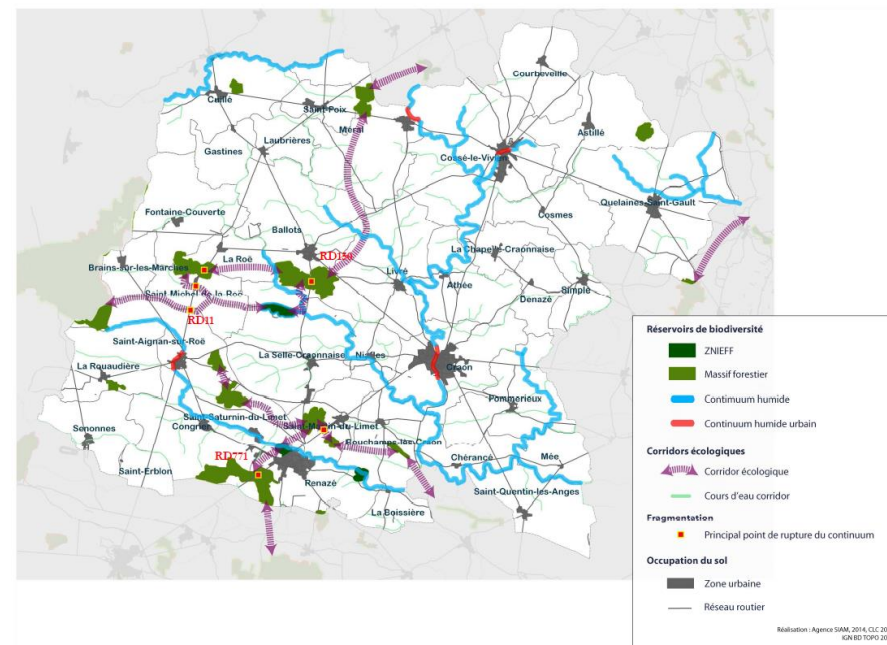 Courbeveille
Cuillé
Saint-Poix
Méral
Astillé
Laubrières
Gastines
Cossé-le-Vivien
Quelaines-Saint-Gault
Cosmes
Fontaine-Couverte
Ballots
La Chapelle-Craonnaise
La Roë
RD150
Brains-sur-les-Marches
Livré
Athée
Simplé
Saint-Michel-de-la-Roë
Denazé
RD11
Saint-Aignan-sur-Roë
La Selle-Craonnaise
Niafles
La Rouaudière
Craon
Pommerieux
Saint-Saturnin-du-Limet
Saint-Martin-du-Limet
Congrier
Senonnes
Bouchamps-lès-Craon
RD771
Chérancé
Mée
Saint-Erblon
Renazé
Saint-Quentin-les-Anges
La Boissière
Réservoirs de biodiversité
ZNIEFF
Massif forestier
Contimuum humide
Continuum humide urbain
Corridors écologiques
Corridor écologique
Cours d'eau corridor
Fragmentation
Principal point de rupture du continuum
Occupation du sol
Zone urbaine
Réseau routier
Réalisation : Agence SIAM, 2014, CLC 20
IGN BD TOPO 20